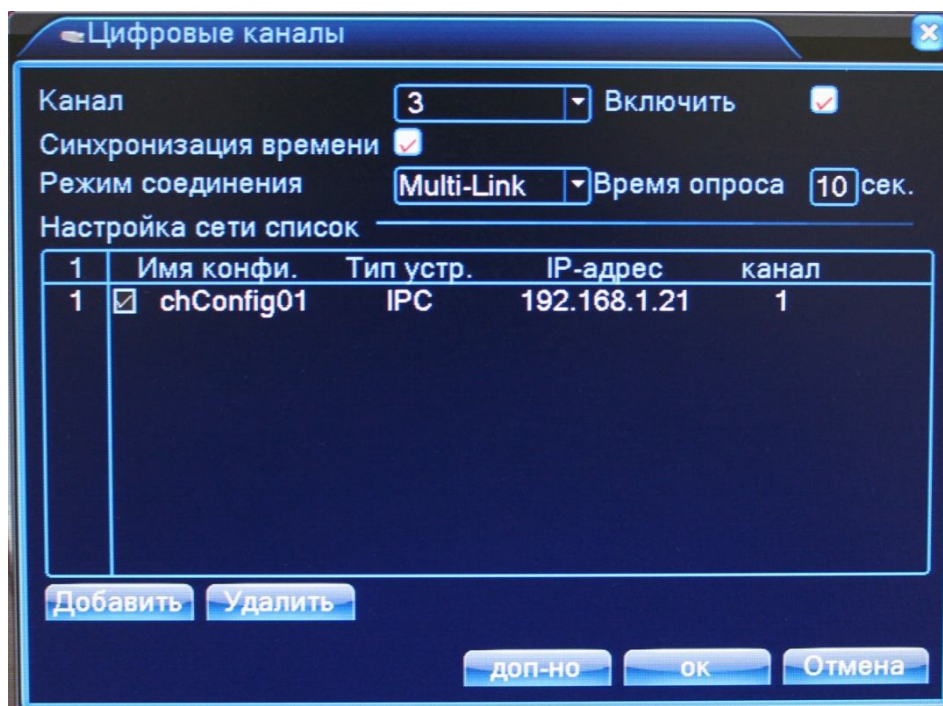 Цифровые каналы
Канал 3 Включить
Синхронизация времени
Режим соединения Multi-Link Время опроса 10 сек.
Настройка сети список
1 Имя конфи. Тип устр. IP-адрес канал
1 chConfig01 IPC 192.168.1.21 1
Добавить Удалить
доп-но ок Отмена